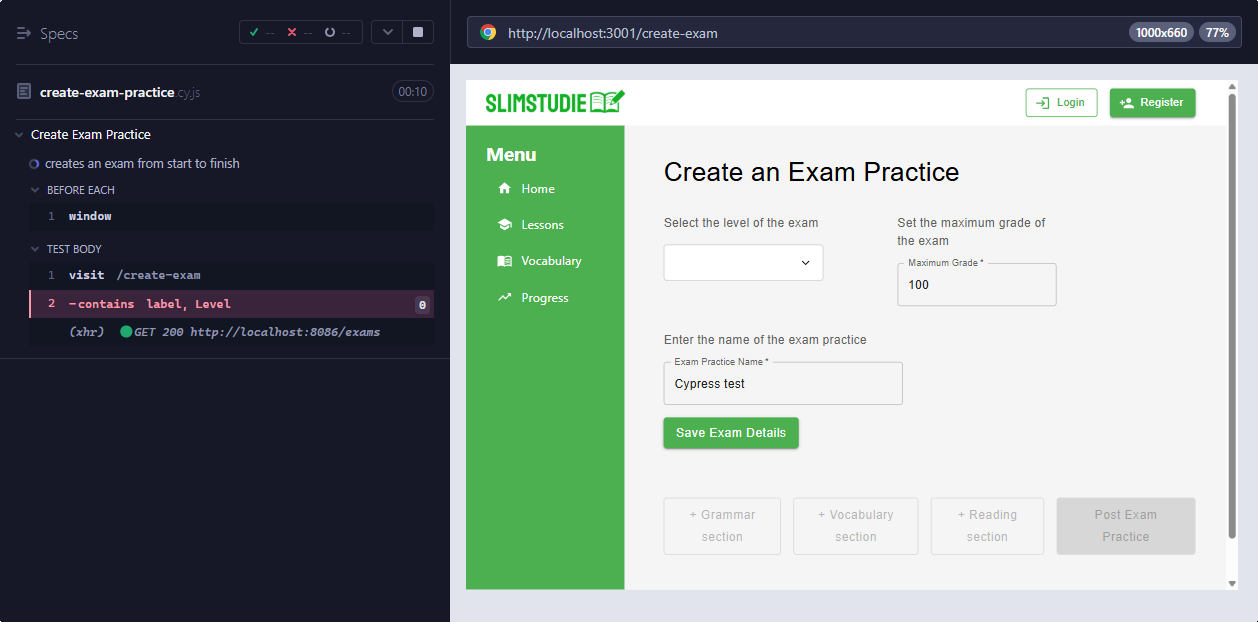 Specs
-- -- --
create-exam-practice.cy.js
00:10
Create Exam Practice
creates an exam from start to finish
BEFORE EACH
1 window
TEST BODY
1 visit /create-exam
2 -contains label, Level 0
(xhr) GET 200 http://localhost:8086/exams
http://localhost:3001/create-exam
1000x660
77%
SLIMSTUDIE
Login
Register
Menu
Home
Lessons
Vocabulary
Progress
Create an Exam Practice
Select the level of the exam
Set the maximum grade of
the exam
Maximum Grade *
100
Enter the name of the exam practice
Exam Practice Name *
Cypress test
Save Exam Details
+ Grammar
section
+ Vocabulary
section
+ Reading
section
Post Exam
Practice